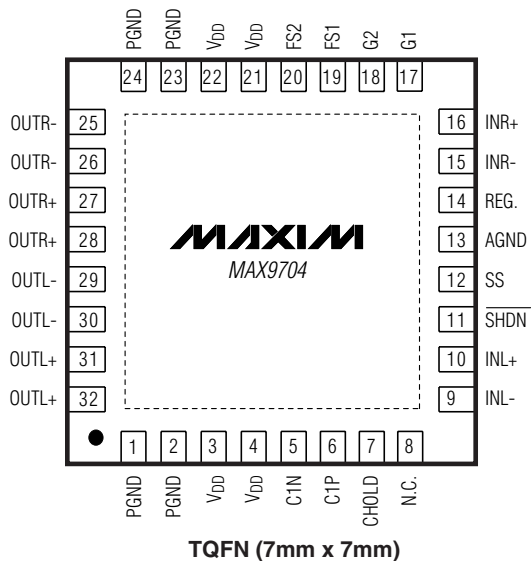 PGND PGND VDD VDD FS2 FS1 G2 G1
24 23 22 21 20 19 18 17
OUTR- 25 16 INR+
OUTR- 26 15 INR-
OUTR+ 27 14 REG.
OUTR+ 28 13 AGND
MAXIM
MAX9704
OUTL- 29 12 SS
OUTL- 30 11 SHDN
OUTL+ 31 10 INL+
OUTL+ 32 9 INL-
1 2 3 4 5 6 7 8
PGND PGND VDD VDD C1N C1P CHOLD N.C.
TQFN (7mm x 7mm)